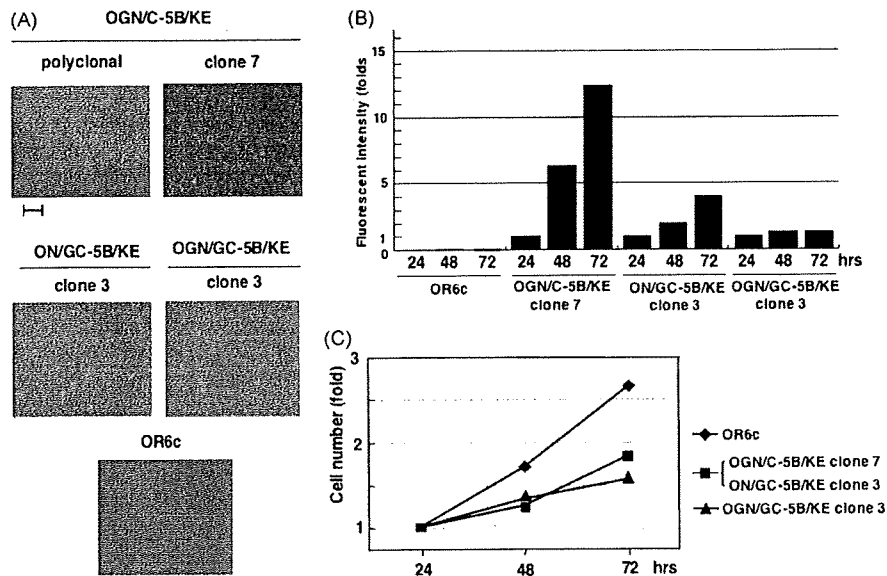 (A)
OGN/C-5B/KE
polyclonal clone 7
ON/GC-5B/KE OGN/GC-5B/KE
clone 3 clone 3
OR6c
(B)
Fluorescent intensity (folds
15
10
5
1
0
24 48 72 24 48 72 24 48 72 24 48 72 hrs
OR6c OGN/C-5B/KE ON/GC-5B/KE OGN/GC-5B/KE
clone 7 clone 3 clone 3
(C)
Cell number (fold)
3
2
1
24 48 72 hrs
OR6c
OGN/C-5B/KE clone 7
ON/GC-5B/KE clone 3
OGN/GC-5B/KE clone 3